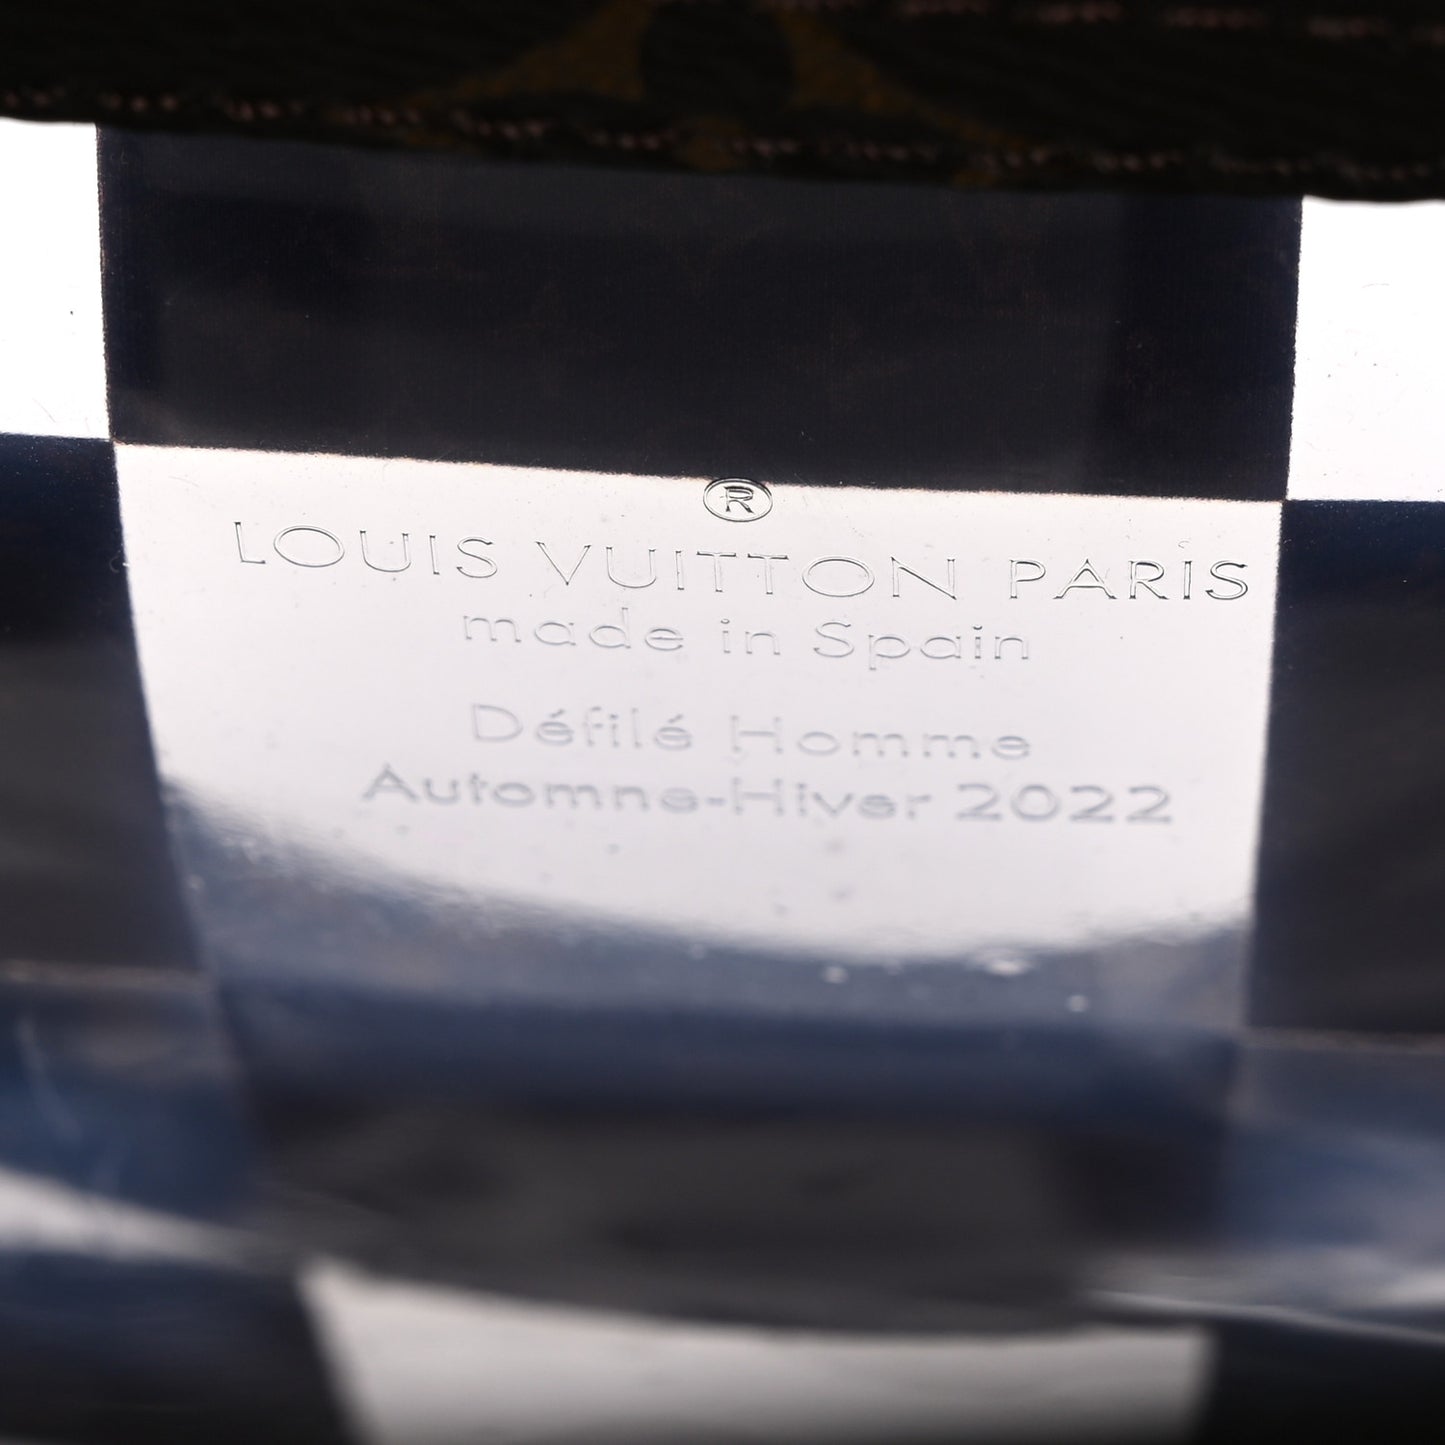 ®
LOUIS VUITTON PARIS
made in Spain
Défilé Homme
Automne-Hiver 2022